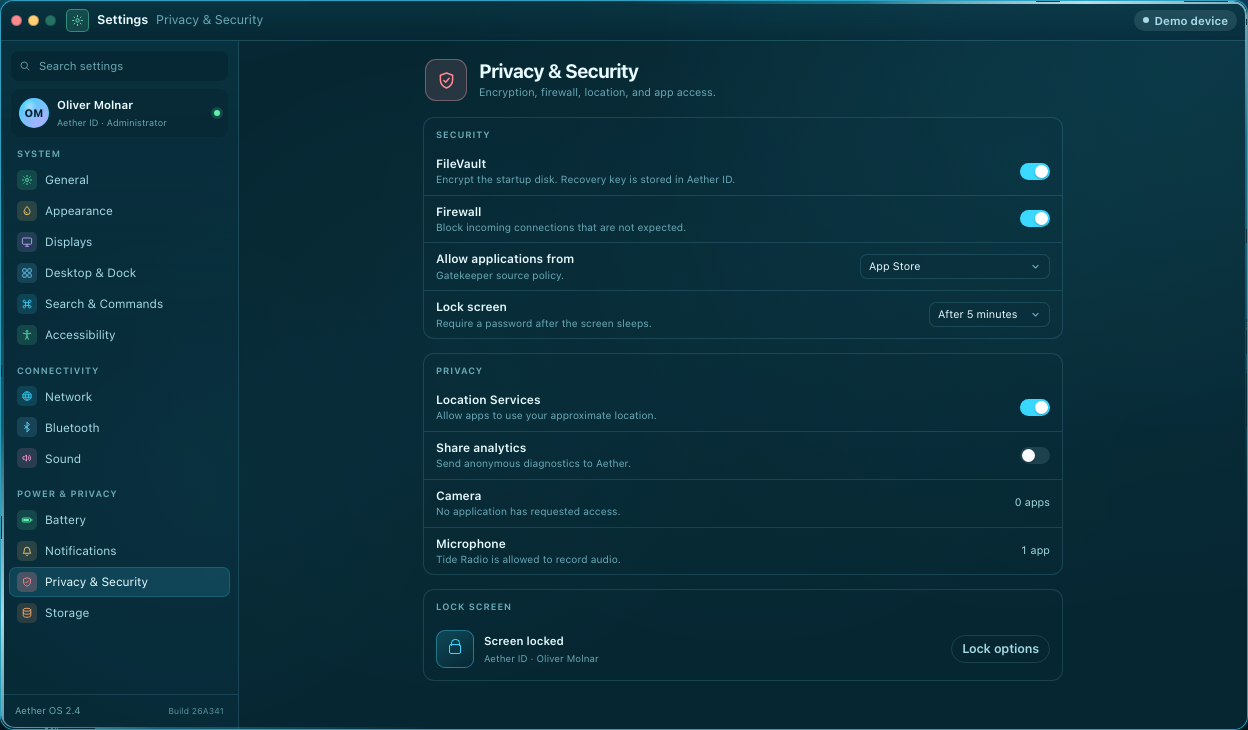 Settings Privacy & Security
Demo device
Search settings
OM
Oliver Molnar
Aether ID · Administrator
SYSTEM
General
Appearance
Displays
Desktop & Dock
Search & Commands
Accessibility
CONNECTIVITY
Network
Bluetooth
Sound
POWER & PRIVACY
Battery
Notifications
Privacy & Security
Storage
Aether OS 2.4
Build 26A341
Privacy & Security
Encryption, firewall, location, and app access.
SECURITY
FileVault
Encrypt the startup disk. Recovery key is stored in Aether ID.
Firewall
Block incoming connections that are not expected.
Allow applications from
Gatekeeper source policy.
App Store
Lock screen
Require a password after the screen sleeps.
After 5 minutes
PRIVACY
Location Services
Allow apps to use your approximate location.
Share analytics
Send anonymous diagnostics to Aether.
Camera
No application has requested access.
0 apps
Microphone
Tide Radio is allowed to record audio.
1 app
LOCK SCREEN
Screen locked
Aether ID · Oliver Molnar
Lock options